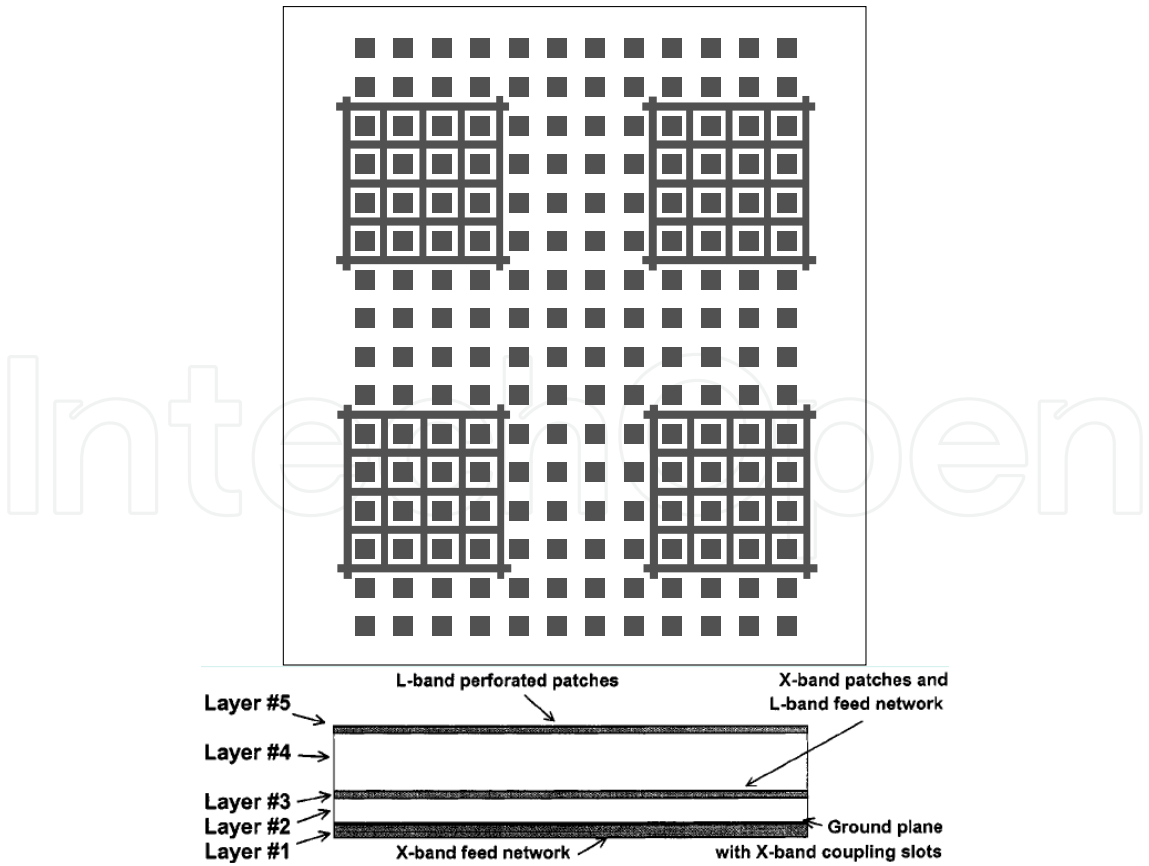 IntechOpen
L-band perforated patches
X-band patches and
L-band feed network
Layer #5
Layer #4
Layer #3
Layer #2
Layer #1
Ground plane
with X-band coupling slots
X-band feed network